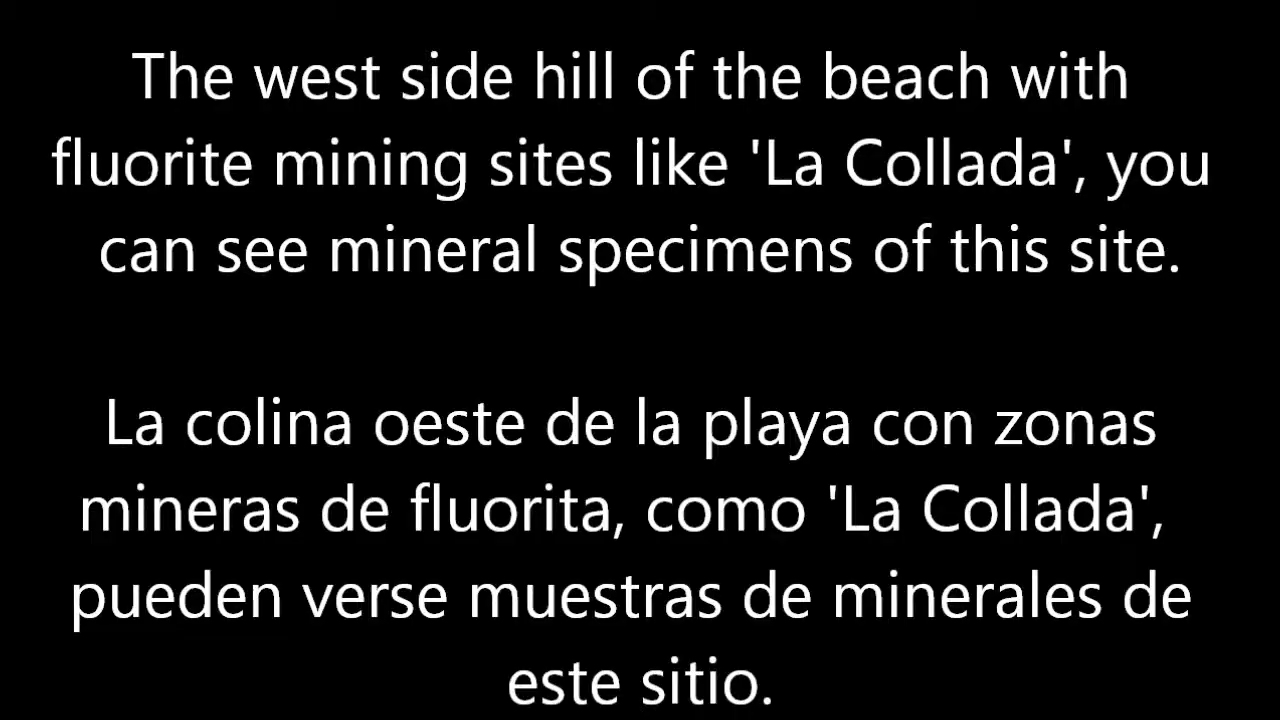 The west side hill of the beach with
fluorite mining sites like 'La Collada', you
can see mineral specimens of this site.
La colina oeste de la playa con zonas
mineras de fluorita, como 'La Collada',
pueden verse muestras de minerales de
este sitio.